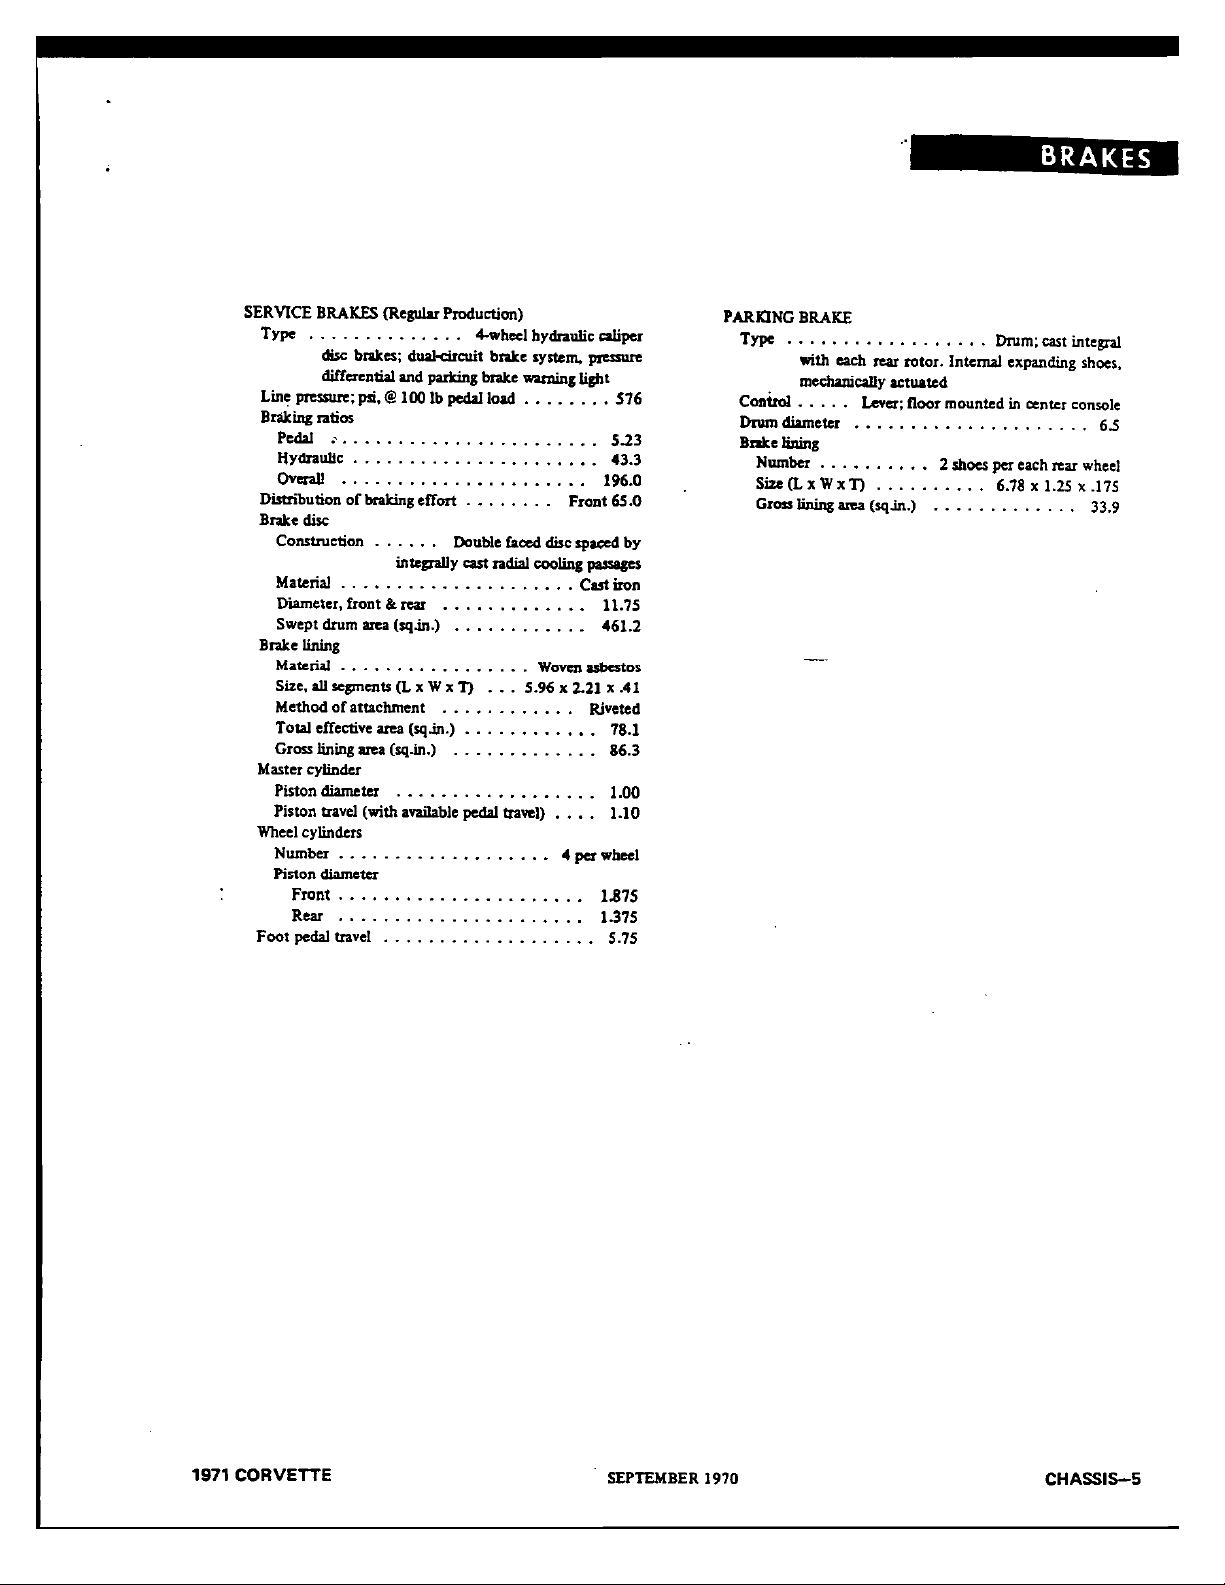 BRAKES
SERVICE BRAKES (Regular Production)
Type . . . . . . . . . . . . . . 4-wheel hydraulic caliper
disc brakes; dual-circuit brake system, pressure
differential and parking brake warning light
Line pressure; psi, @ 100 lb pedal load . . . . . . . . 576
Braking ratios
Pedal . . . . . . . . . . . . . . . . . . . . . . . . 5.23
Hydraulic . . . . . . . . . . . . . . . . . . . . . . 43.3
Overall . . . . . . . . . . . . . . . . . . . . . . 196.0
Distribution of braking effort . . . . . . . . Front 65.0
Brake disc
Construction . . . . . . Double faced disc spaced by
integrally cast radial cooling passages
Material . . . . . . . . . . . . . . . . . . . . . Cast iron
Diameter, front & rear . . . . . . . . . . . . . 11.75
Swept drum area (sq.in.) . . . . . . . . . . . . 461.2
Brake lining
Material . . . . . . . . . . . . . . . . . Woven asbestos
Size, all segments (L x W x T) . . . 5.96 x 2.21 x .41
Method of attachment . . . . . . . . . . . . Riveted
Total effective area (sq.in.) . . . . . . . . . . . . 78.1
Gross lining area (sq.in.) . . . . . . . . . . . . . 86.3
Master cylinder
Piston diameter . . . . . . . . . . . . . . . . . . 1.00
Piston travel (with available pedal travel) . . . . 1.10
Wheel cylinders
Number . . . . . . . . . . . . . . . . . . . 4 per wheel
Piston diameter
Front . . . . . . . . . . . . . . . . . . . . . . 1.875
Rear . . . . . . . . . . . . . . . . . . . . . . 1.375
Foot pedal travel . . . . . . . . . . . . . . . . . . . 5.75
PARKING BRAKE
Type . . . . . . . . . . . . . . . . . . Drum; cast integral
with each rear rotor. Internal expanding shoes,
mechanically actuated
Control . . . . . Lever; floor mounted in center console
Drum diameter . . . . . . . . . . . . . . . . . . . . . 6.5
Brake lining
Number . . . . . . . . . . 2 shoes per each rear wheel
Size (L x W x T) . . . . . . . . . . 6.78 x 1.25 x .175
Gross lining area (sq.in.) . . . . . . . . . . . . . 33.9
1971 CORVETTE
SEPTEMBER 1970
CHASSIS—5